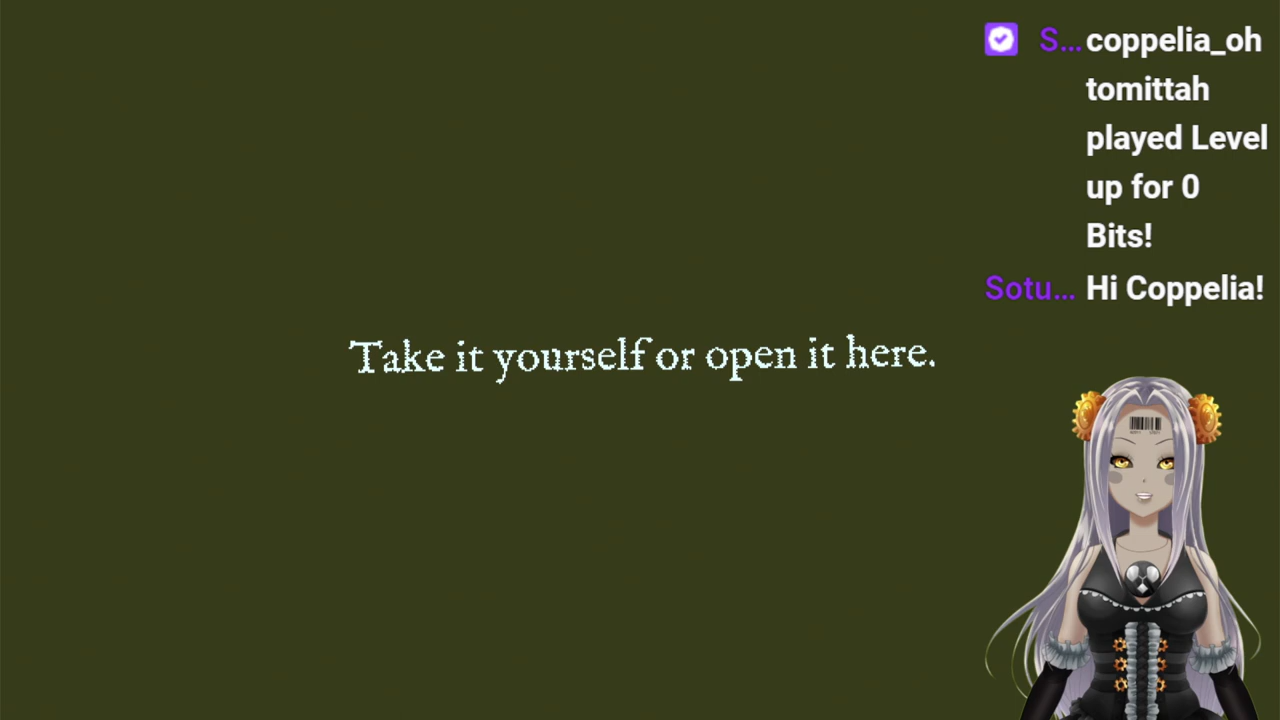 S... coppelia_oh
tomittah
played Level
up for 0
Bits!
Sotu... Hi Coppelia!
Take it yourself or open it here.